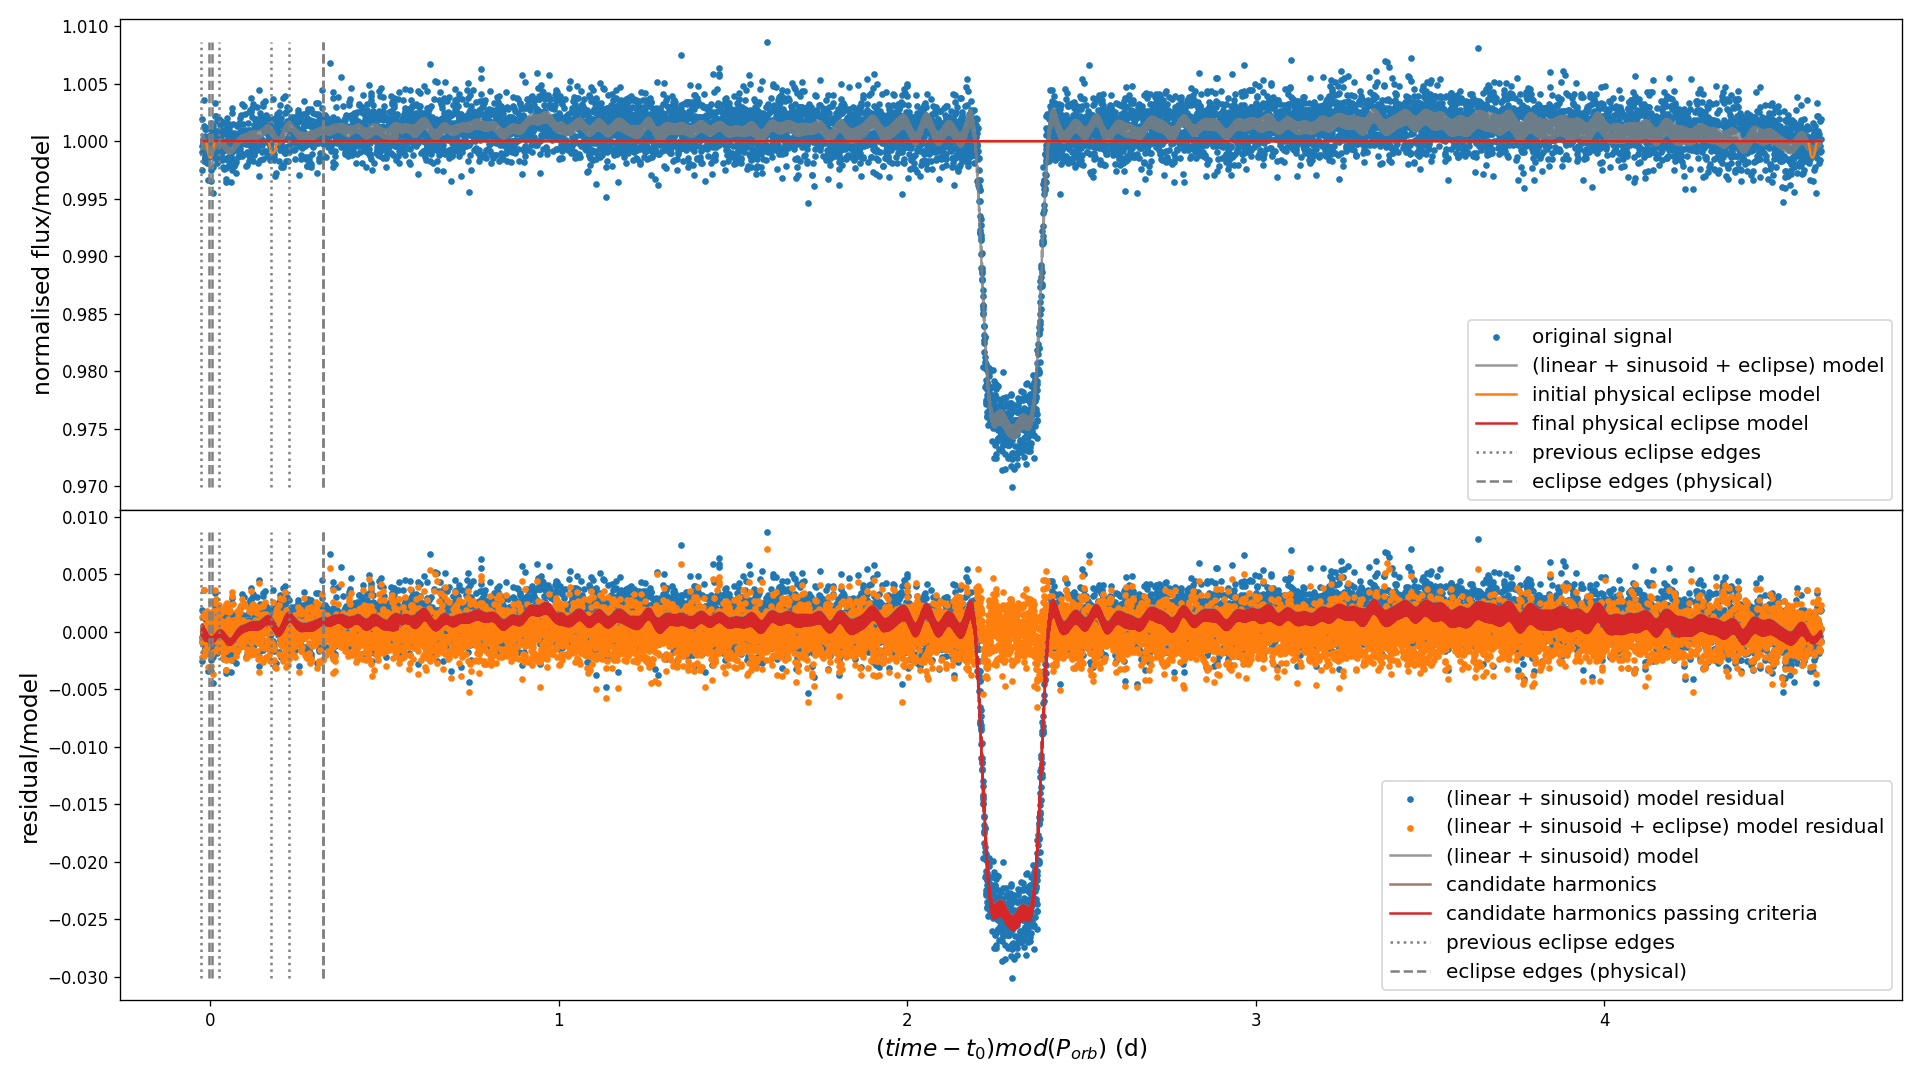 1.010
1.005
1.000
0.995
0.990
0.985
0.980
0.975
0.970
normalised flux/model
original signal
(linear + sinusoid + eclipse) model
initial physical eclipse model
final physical eclipse model
previous eclipse edges
eclipse edges (physical)
0.010
0.005
0.000
−0.005
−0.010
−0.015
−0.020
−0.025
−0.030
residual/model
(linear + sinusoid) model residual
(linear + sinusoid + eclipse) model residual
(linear + sinusoid) model
candidate harmonics
candidate harmonics passing criteria
previous eclipse edges
eclipse edges (physical)
0 1 2 3 4
(time − t₀)mod(Pₒᵣb) (d)